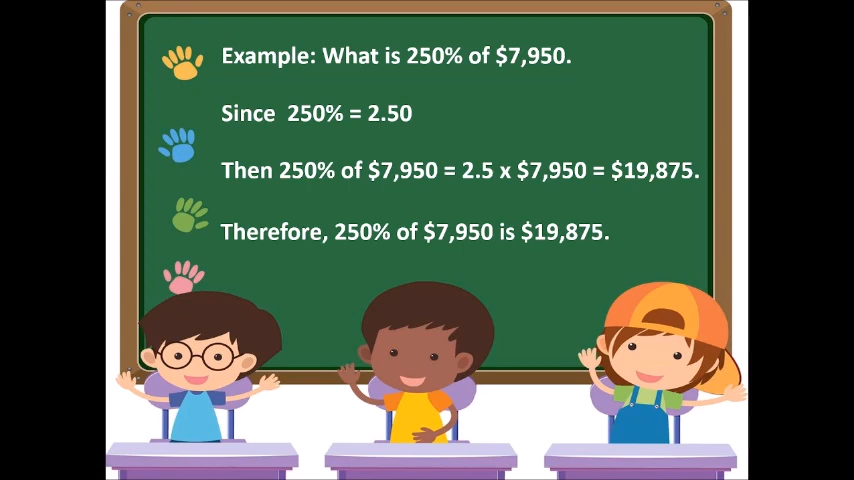 Example: What is 250% of $7,950.
Since  250% = 2.50
Then 250% of $7,950 = 2.5 x $7,950 = $19,875.
Therefore, 250% of $7,950 is $19,875.